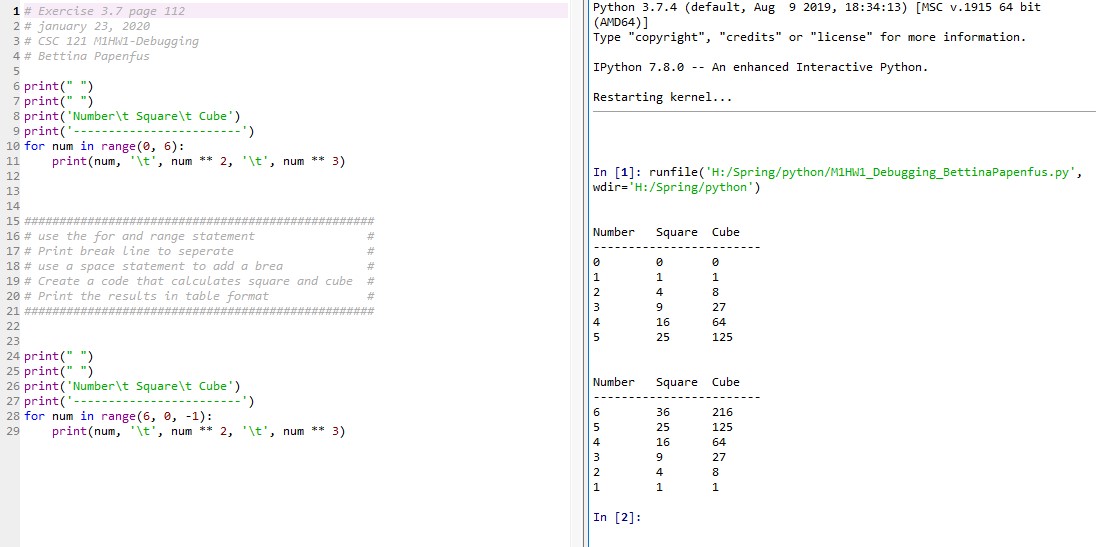 1 # Exercise 3.7 page 112
2 # january 23, 2020
3 # CSC 121 M1HW1-Debugging
4 # Bettina Papenfus
5
6 print(" ")
7 print(" ")
8 print('Number\t Square\t Cube')
9 print('------------------------')
10 for num in range(0, 6):
11     print(num, '\t', num ** 2, '\t', num ** 3)
12
13
14
15 ##################################################
16 # use the for and range statement                #
17 # Print break line to seperate                   #
18 # use a space statement to add a brea            #
19 # Create a code that calculates square and cube  #
20 # Print the results in table format              #
21 ##################################################
22
23
24 print(" ")
25 print(" ")
26 print('Number\t Square\t Cube')
27 print('------------------------')
28 for num in range(6, 0, -1):
29     print(num, '\t', num ** 2, '\t', num ** 3)
Python 3.7.4 (default, Aug  9 2019, 18:34:13) [MSC v.1915 64 bit
(AMD64)]
Type "copyright", "credits" or "license" for more information.
IPython 7.8.0 -- An enhanced Interactive Python.
Restarting kernel...
In [1]: runfile('H:/Spring/python/M1HW1_Debugging_BettinaPapenfus.py',
wdir='H:/Spring/python')
Number   Square  Cube
------------------------
0        0       0
1        1       1
2        4       8
3        9       27
4        16      64
5        25      125
Number   Square  Cube
------------------------
6        36      216
5        25      125
4        16      64
3        9       27
2        4       8
1        1       1
In [2]: